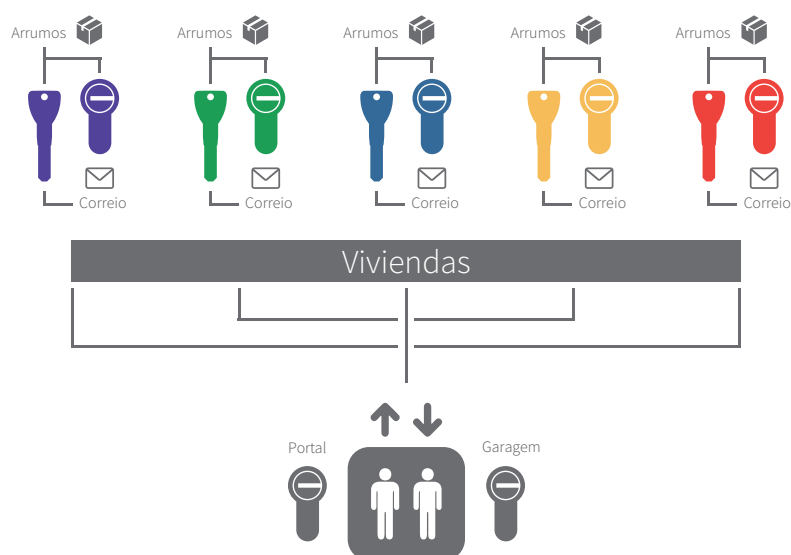 Arrumos
Arrumos
Arrumos
Arrumos
Arrumos
Correio
Correio
Correio
Correio
Correio
Viviendas
Portal
Garagem